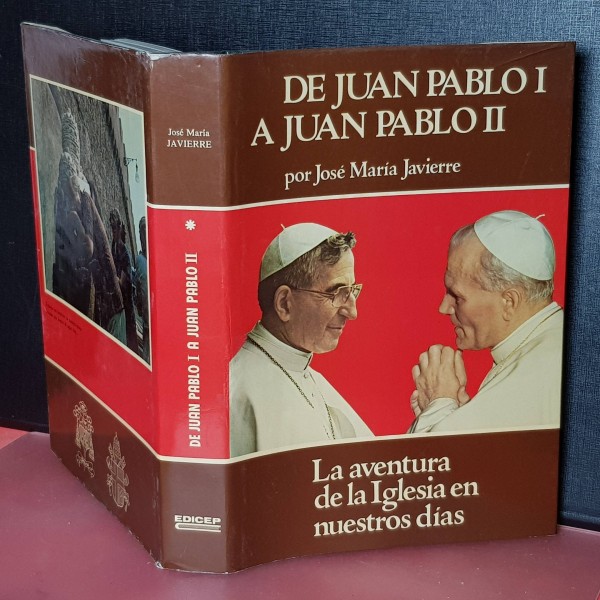 DE JUAN PABLO I
A JUAN PABLO II
por José María Javierre
La aventura
de la Iglesia en
nuestros días
José María
JAVIERRE
*
DE JUAN PABLO I A JUAN PABLO II
EDICEP